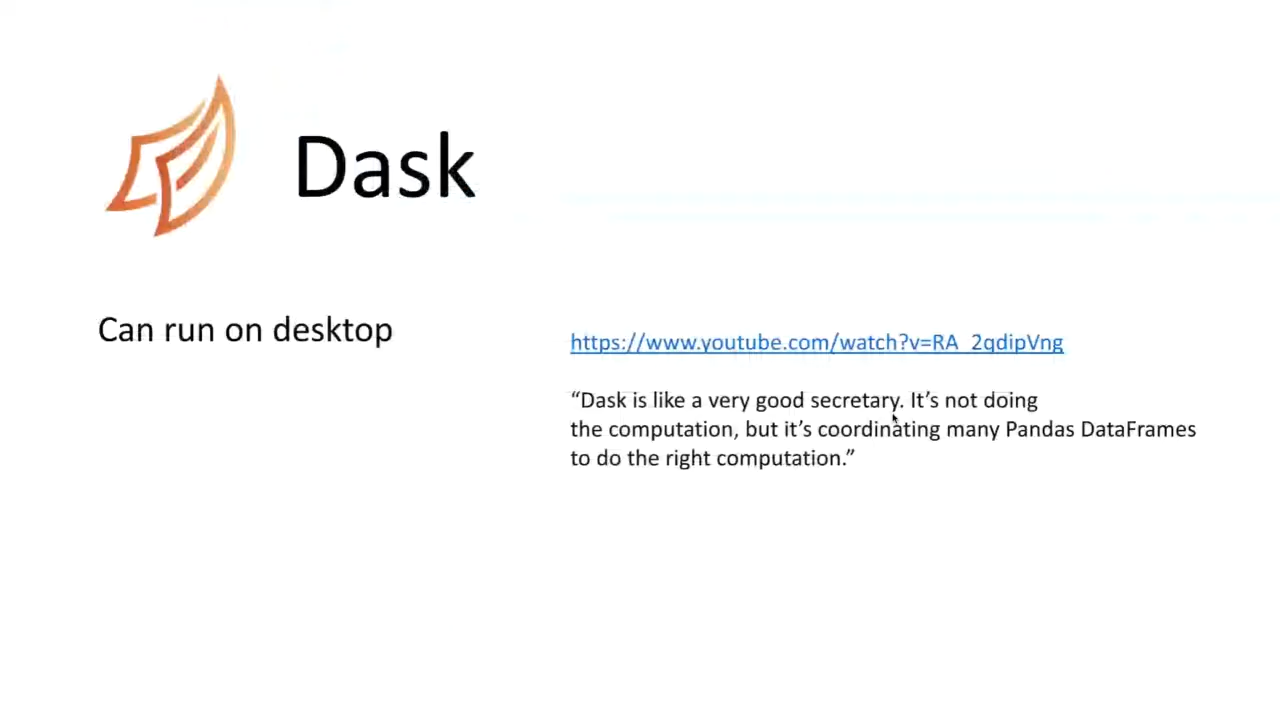 Dask
Can run on desktop
https://www.youtube.com/watch?v=RA_2qdipVng
“Dask is like a very good secretary. It’s not doing
the computation, but it’s coordinating many Pandas DataFrames
to do the right computation.”